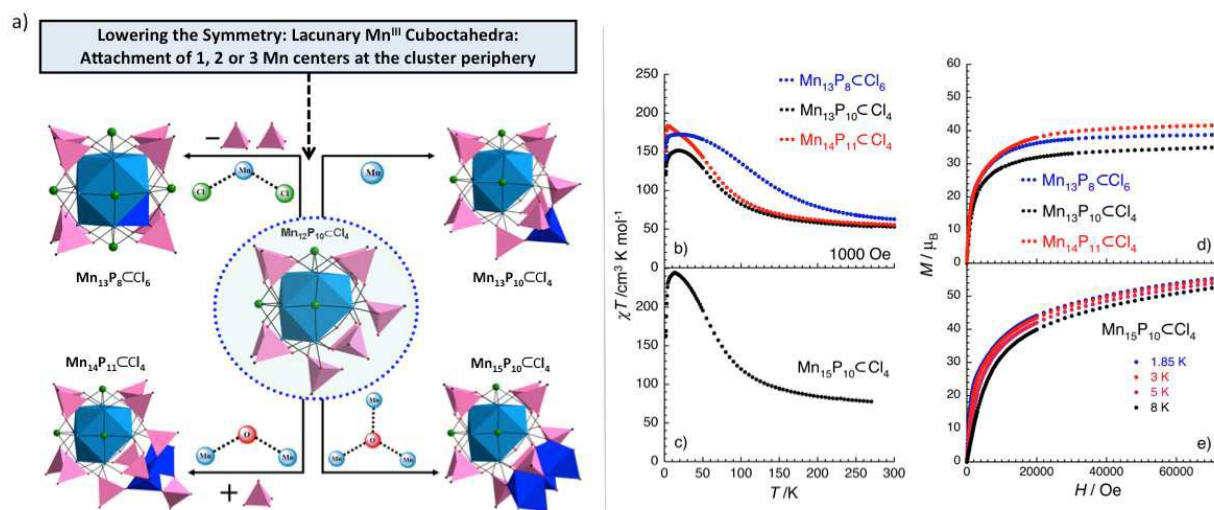 a)
Lowering the Symmetry: Lacunary Mnᴵᴵᴵ Cuboctahedra:
Attachment of 1, 2 or 3 Mn centers at the cluster periphery
−
Mn
Cl
Cl
Mn
Mn₁₃P₈⊂Cl₆
Mn₁₂P₁₀⊂Cl₄
Mn₁₃P₁₀⊂Cl₄
Mn₁₄P₁₁⊂Cl₄
Mn₁₅P₁₀⊂Cl₄
O
Mn
Mn
+
Mn
O
Mn
Mn
250
200
150
100
50
0
Mn₁₃P₈⊂Cl₆
Mn₁₃P₁₀⊂Cl₄
Mn₁₄P₁₁⊂Cl₄
b)
1000 Oe
χT /cm³ K mol⁻¹
200
150
100
50
0
Mn₁₅P₁₀⊂Cl₄
c)
0
50
100
150
200
250
300
T /K
60
50
40
30
20
10
0
Mn₁₃P₈⊂Cl₆
Mn₁₃P₁₀⊂Cl₄
Mn₁₄P₁₁⊂Cl₄
d)
M / μB
50
40
30
20
10
0
Mn₁₅P₁₀⊂Cl₄
1.85 K
3 K
5 K
8 K
e)
0
20000
40000
60000
H / Oe